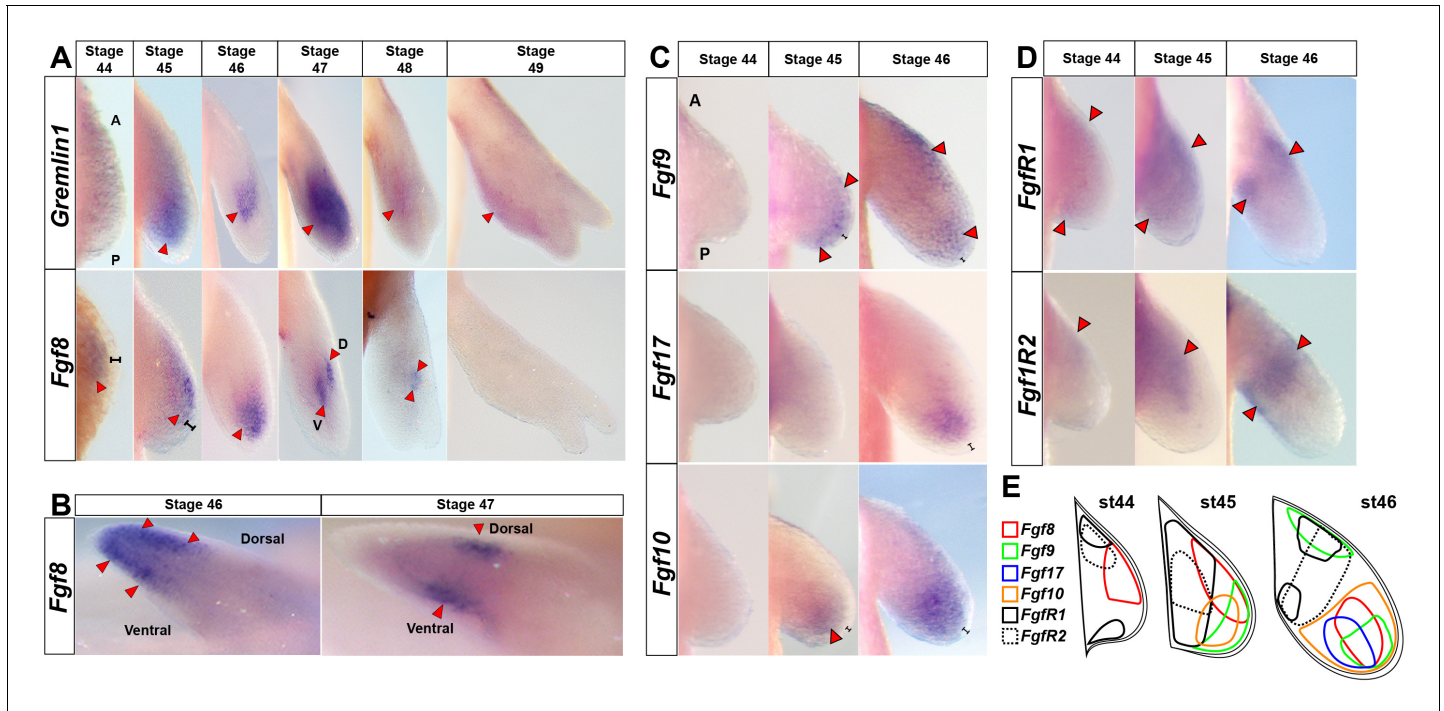 A
Stage 44
Stage 45
Stage 46
Stage 47
Stage 48
Stage 49
Gremlin1
A
P
Fgf8
D
V
B
Stage 46
Stage 47
Fgf8
Dorsal
Ventral
Dorsal
Ventral
C
Stage 44
Stage 45
Stage 46
Fgf9
A
P
Fgf17
Fgf10
D
Stage 44
Stage 45
Stage 46
FgfR1
Fgf1R2
E
st44
st45
st46
Fgf8
Fgf9
Fgf17
Fgf10
FgfR1
FgfR2